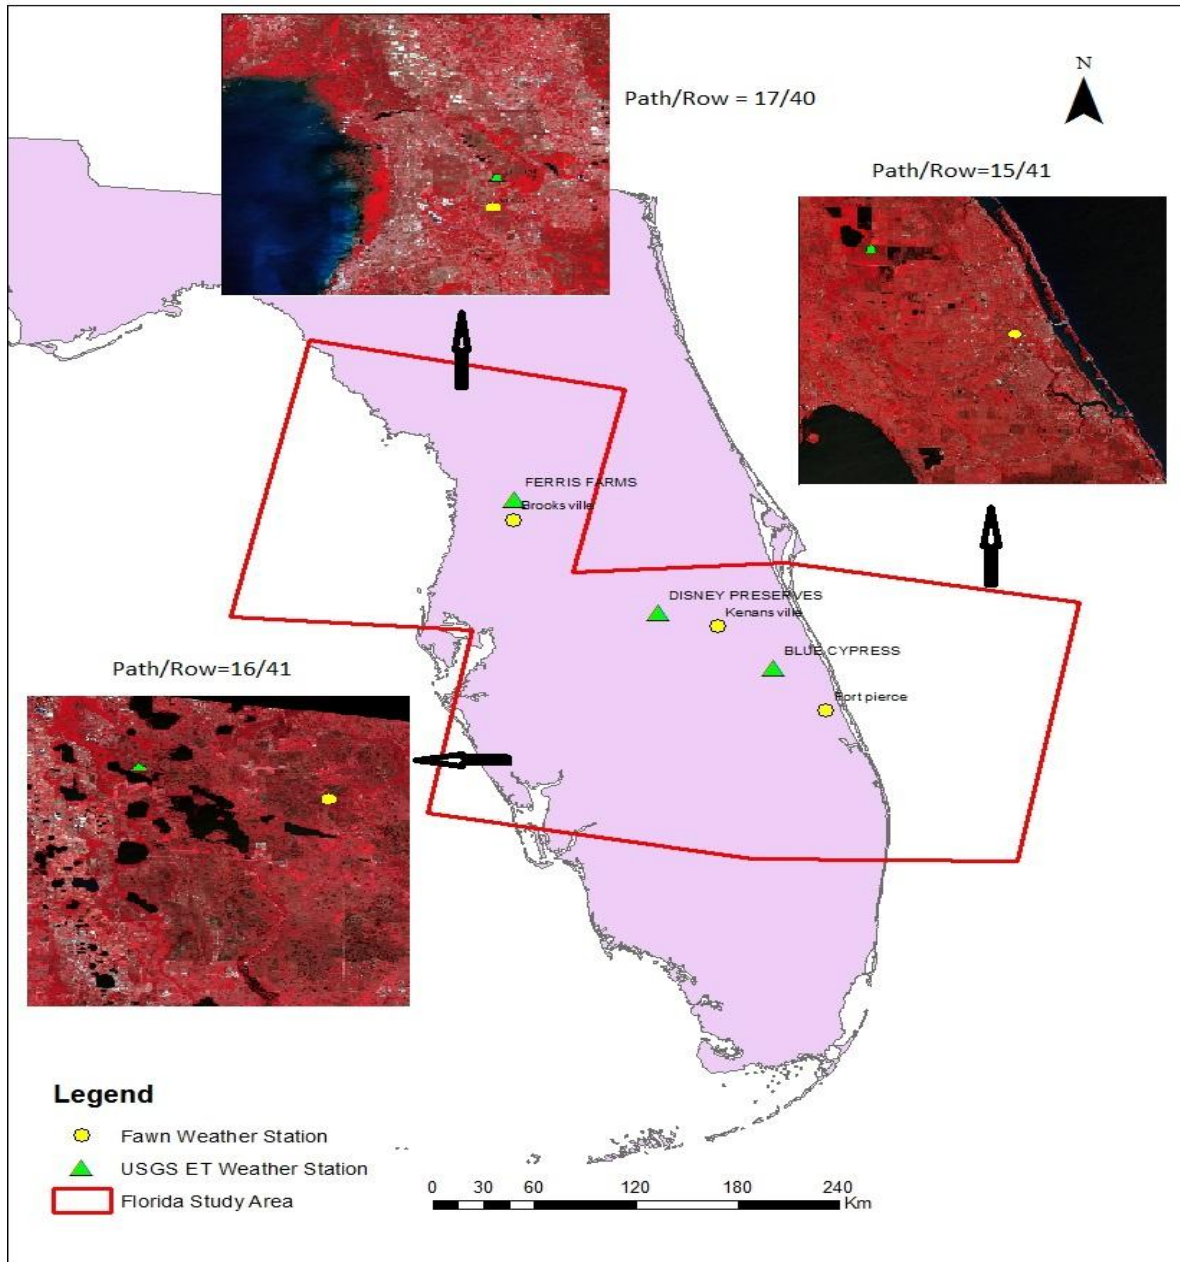 Path/Row = 17/40
N
Path/Row=15/41
FERRIS FARMS
Brooks ville
DISNEY PRESERVES
Kenans ville
BLUE CYPRESS
Fort pierce
Path/Row=16/41
Legend
Fawn Weather Station
USGS ET Weather Station
Florida Study Area
0 30 60 120 180 240
Km